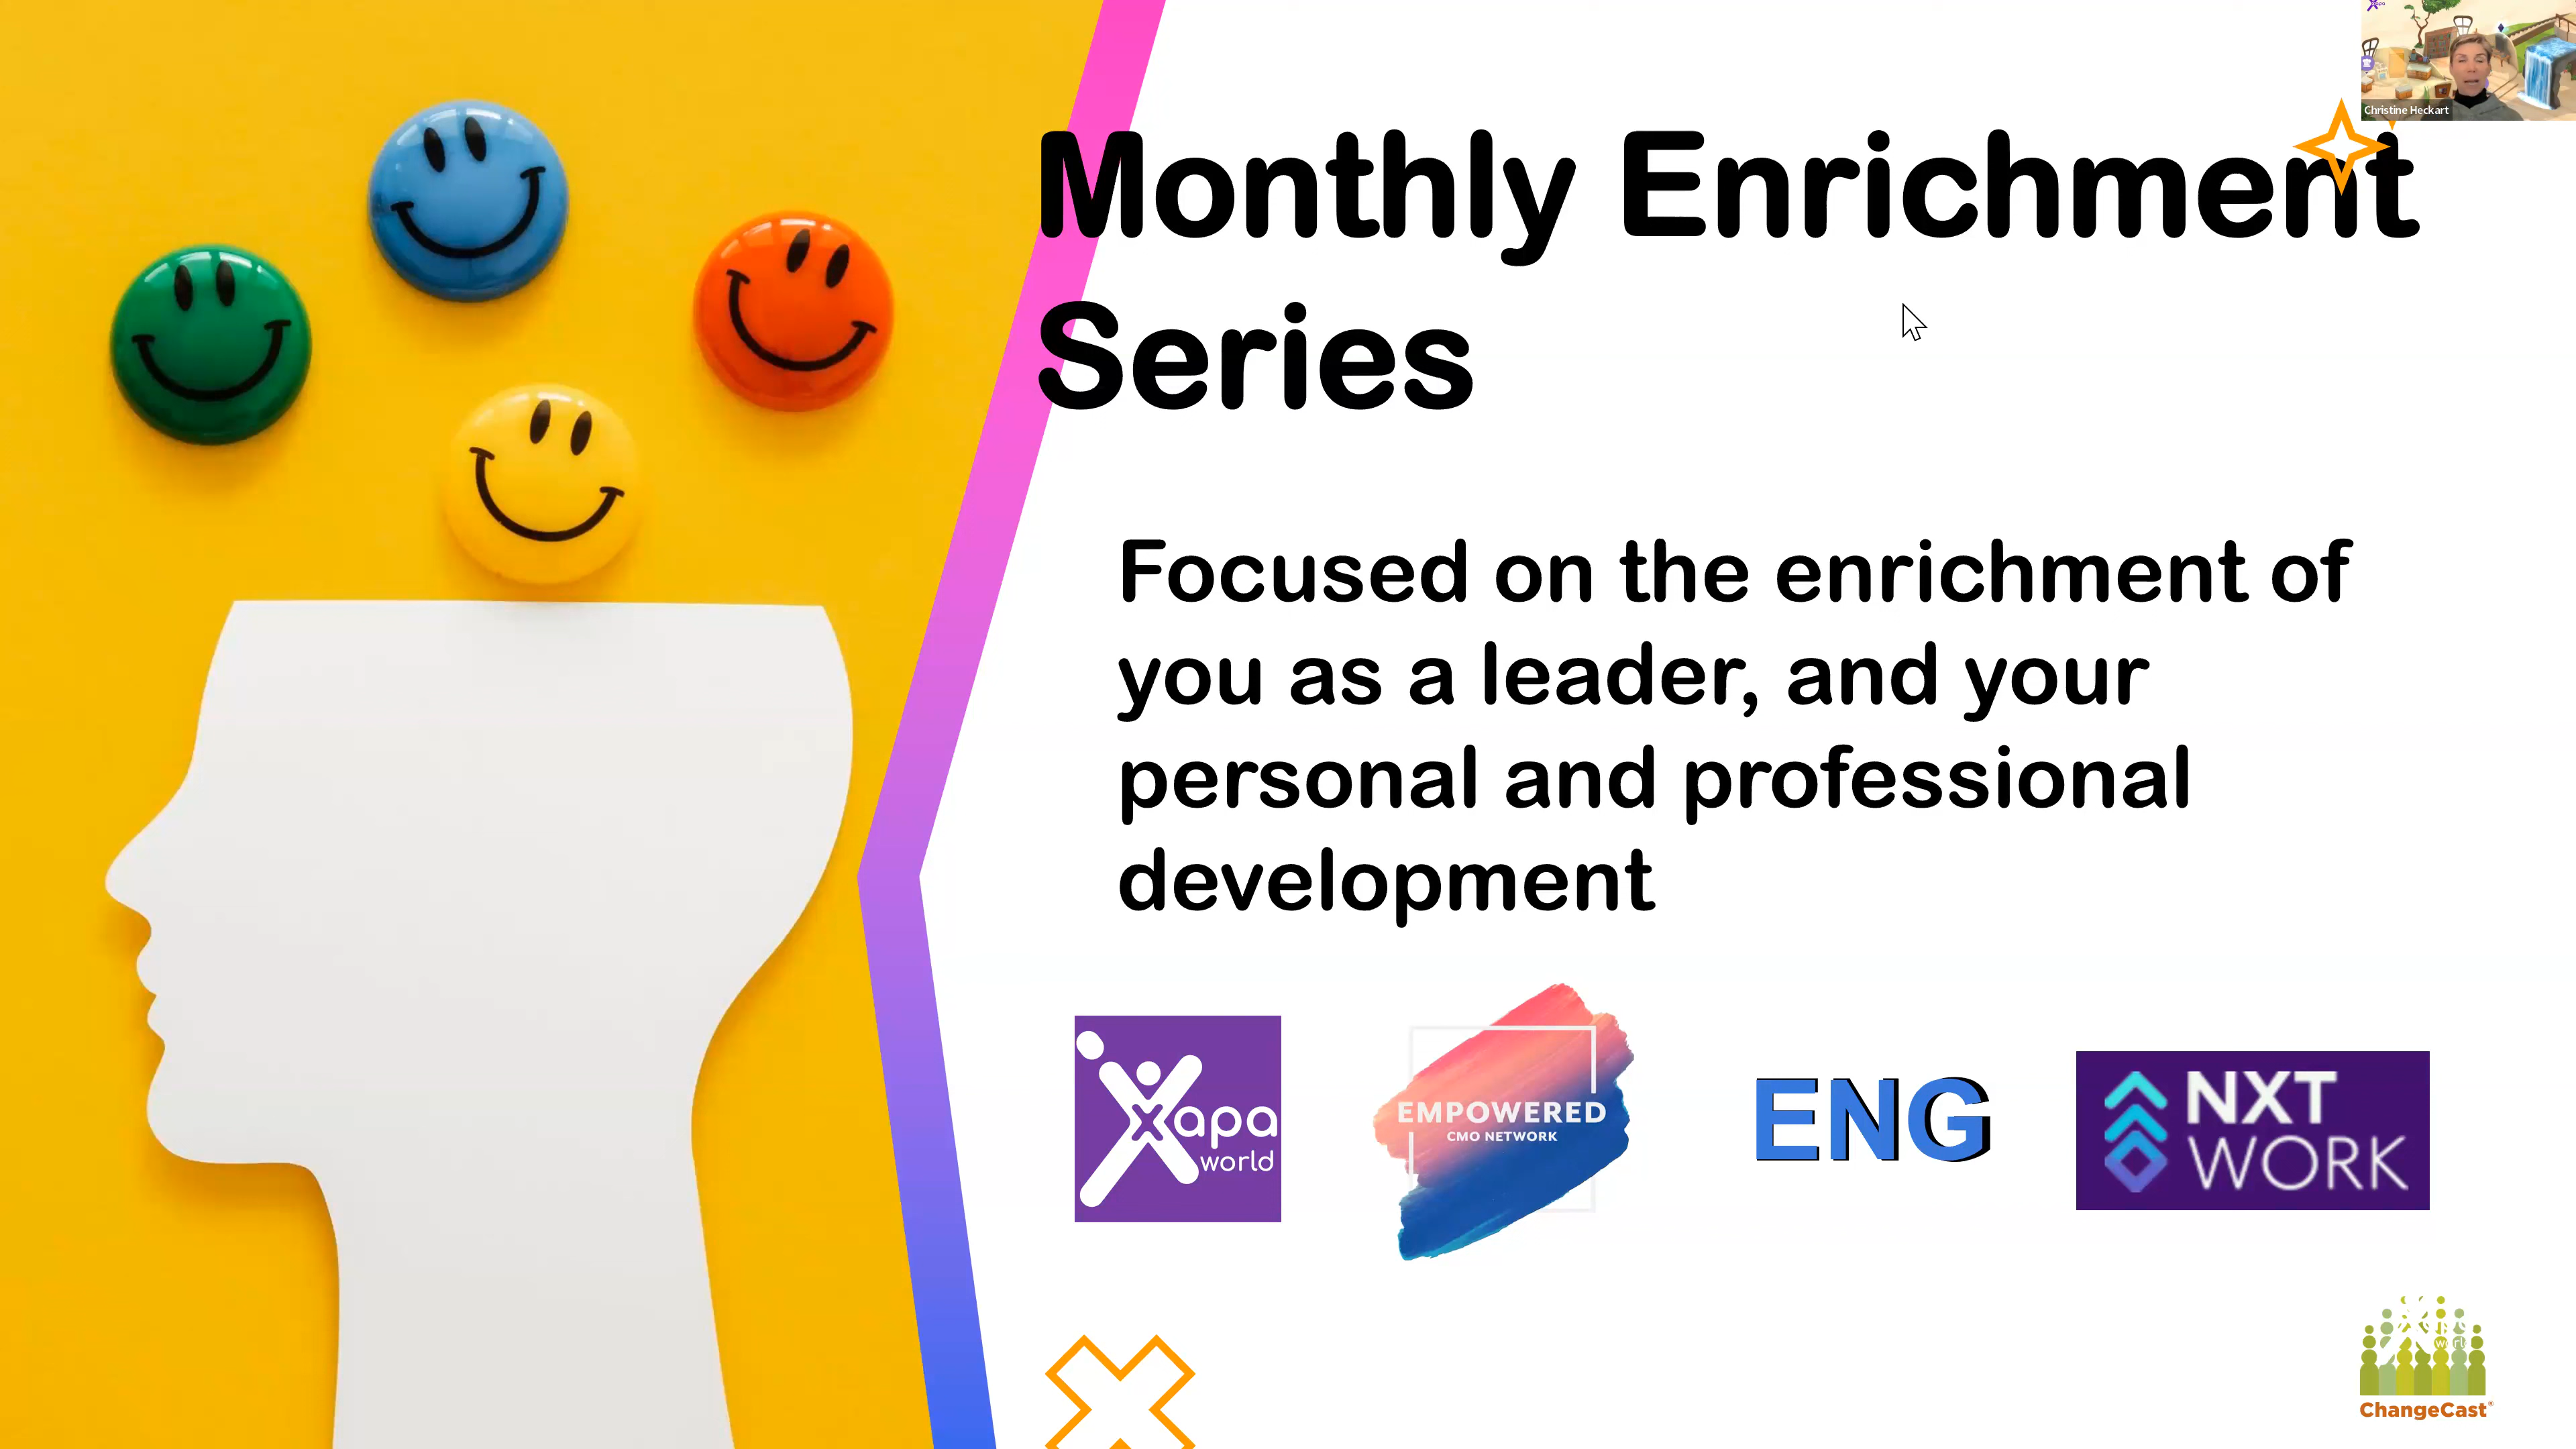 Christine Heckart
Monthly Enrichment
Series
Focused on the enrichment of
you as a leader, and your
personal and professional
development
Xapa
world
EMPOWERED
CMO NETWORK
ENG
NXT
WORK
ChangeCast